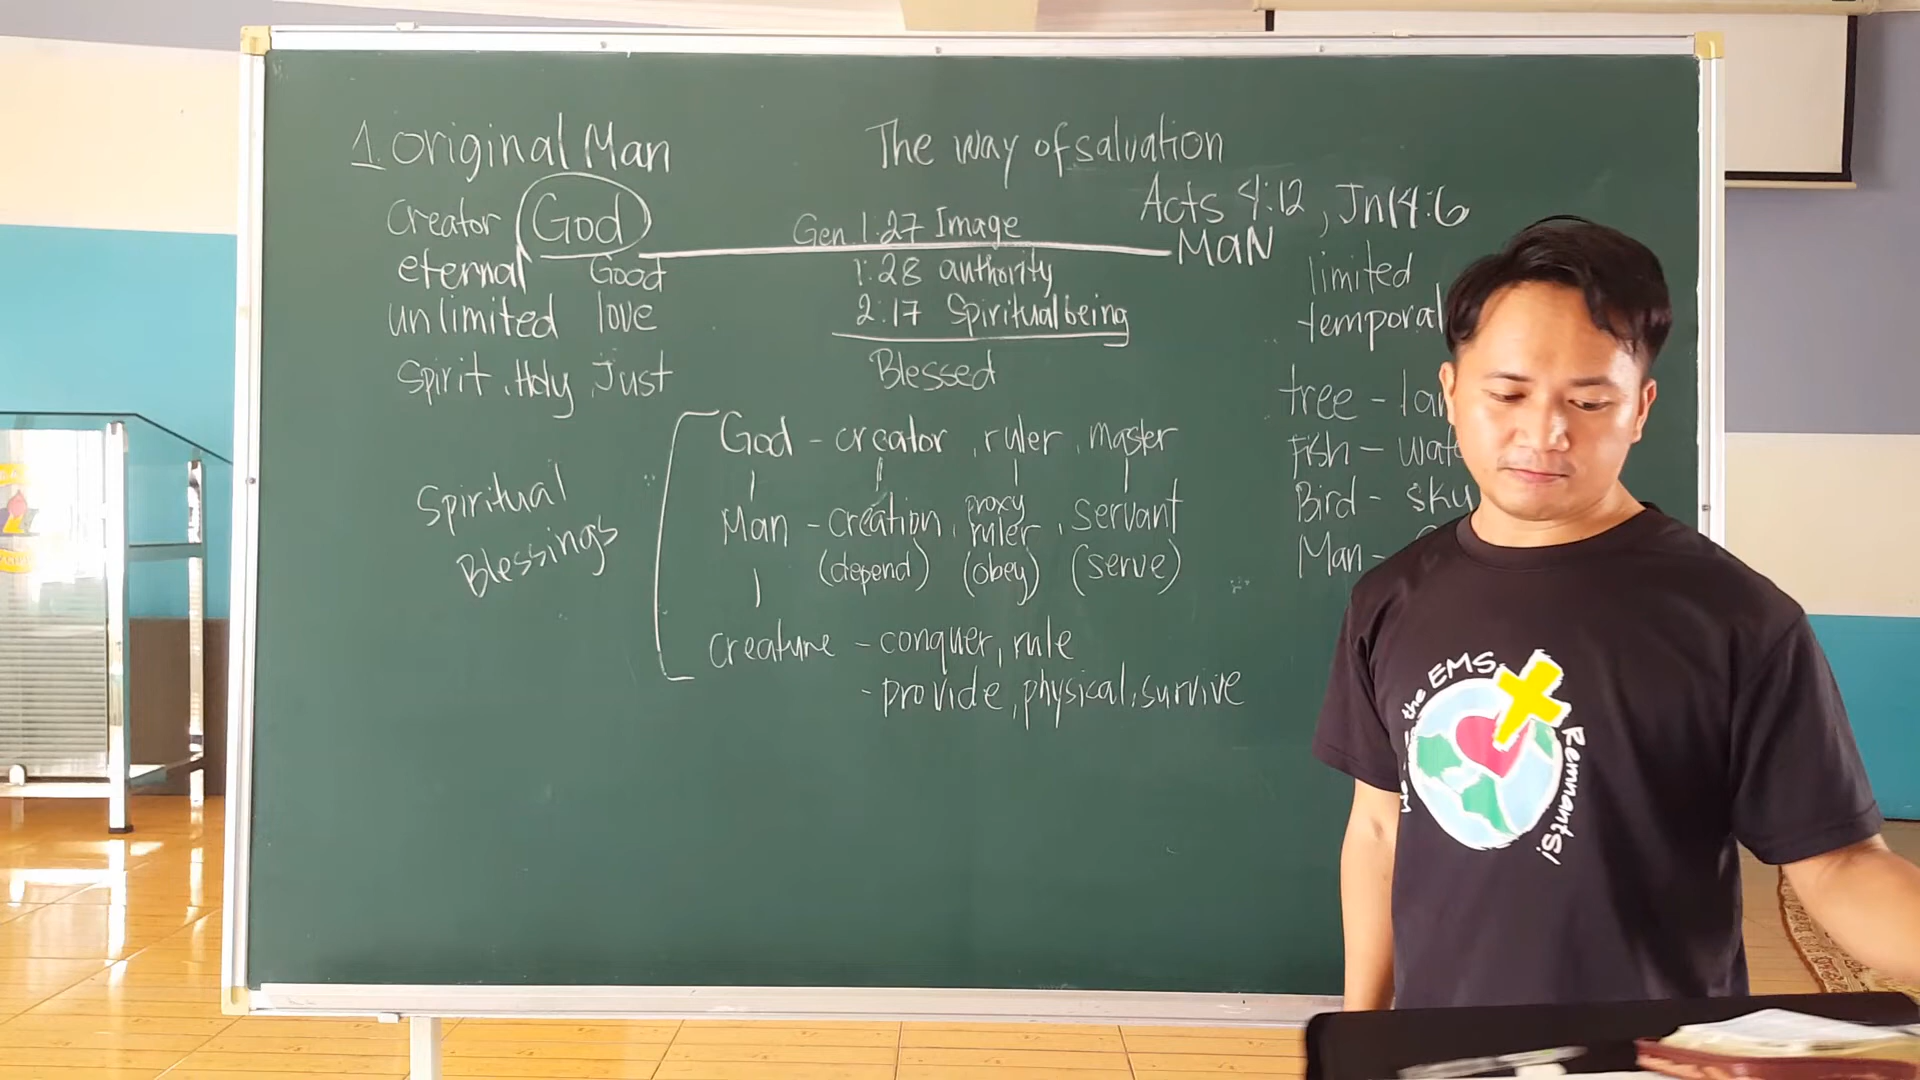 1. Original Man
The way of salvation
Acts 4:12, Jn 14:6
Creator God
Gen. 1:27 Image
MaN
eternal Good
1:28 authority
limited
unlimited love
2:17 Spiritual being
temporal
Spirit, Holy, Just
Blessed
tree -
God - creator, ruler, master
Fish -
Spiritual
Blessings
Bird - sky
Man - creation, proxy ruler, servant
Man -
(depend) (obey) (serve)
creature - conquer, rule
- provide, physical, survive
the EMS
Remnants!